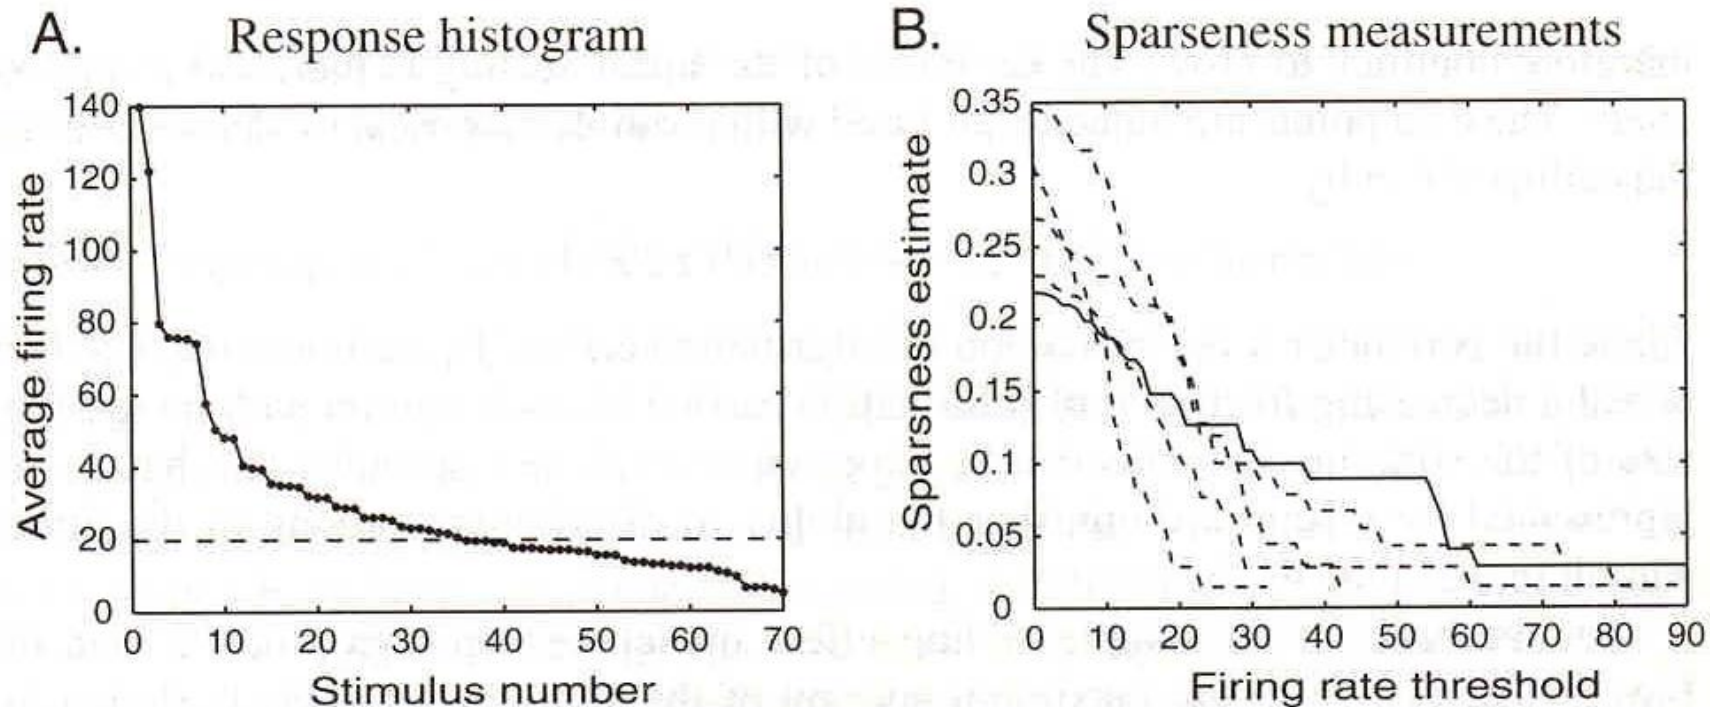 A.
Response histogram
Average firing rate
140
120
100
80
60
40
20
0
0 10 20 30 40 50 60 70
Stimulus number
B.
Sparseness measurements
Sparseness estimate
0.35
0.3
0.25
0.2
0.15
0.1
0.05
0
0 10 20 30 40 50 60 70 80 90
Firing rate threshold